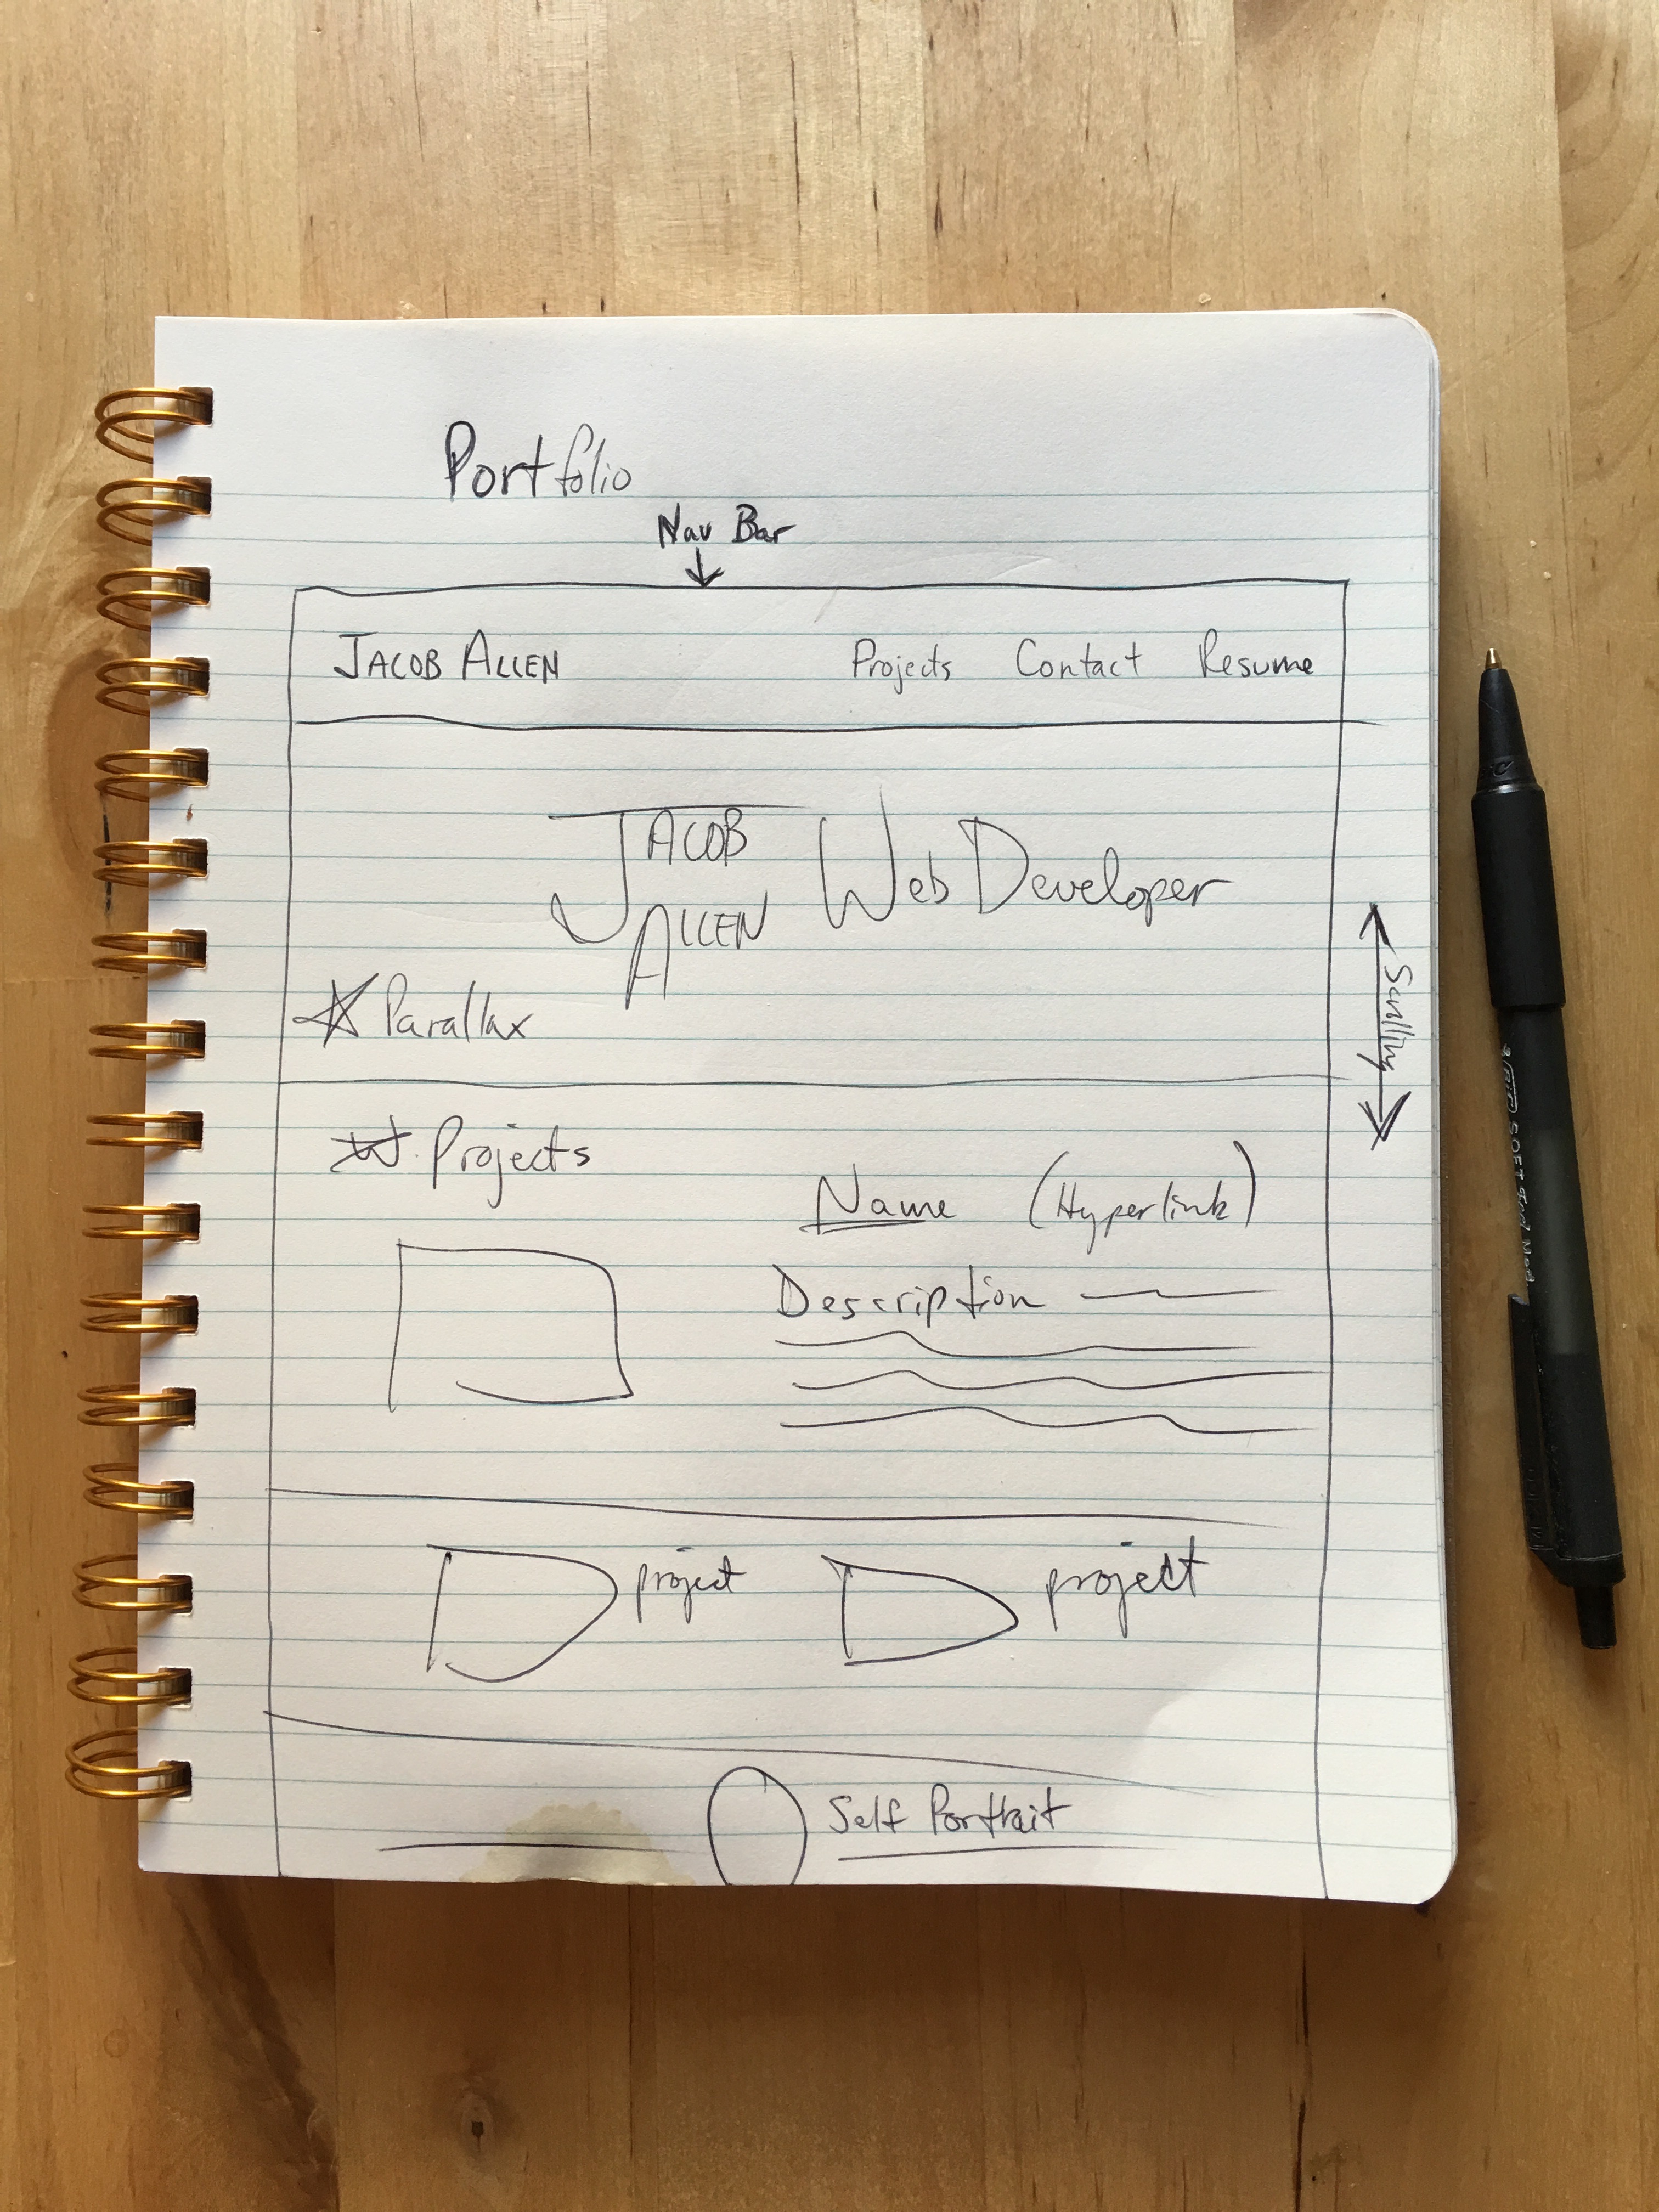 Portfolio
Nav Bar
JACOB ALLEN Projects Contact Resume
JACOB ALLEN Web Developer
Parallax
Scrolling
Projects
Name (Hyperlink)
Description
project project
Self Portrait
BIC SOFT Feel Med